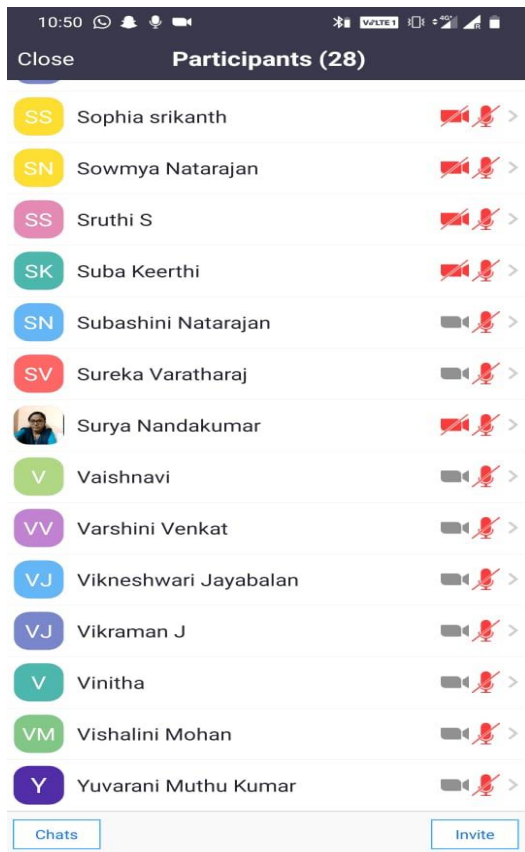 10:50 VoLTE1 4G R
Close Participants (28)
SS Sophia srikanth
SN Sowmya Natarajan
SS Sruthi S
SK Suba Keerthi
SN Subashini Natarajan
SV Sureka Varatharaj
Surya Nandakumar
V Vaishnavi
VV Varshini Venkat
VJ Vikneshwari Jayabalan
VJ Vikraman J
V Vinitha
VM Vishalini Mohan
Y Yuvarani Muthu Kumar
Chats Invite